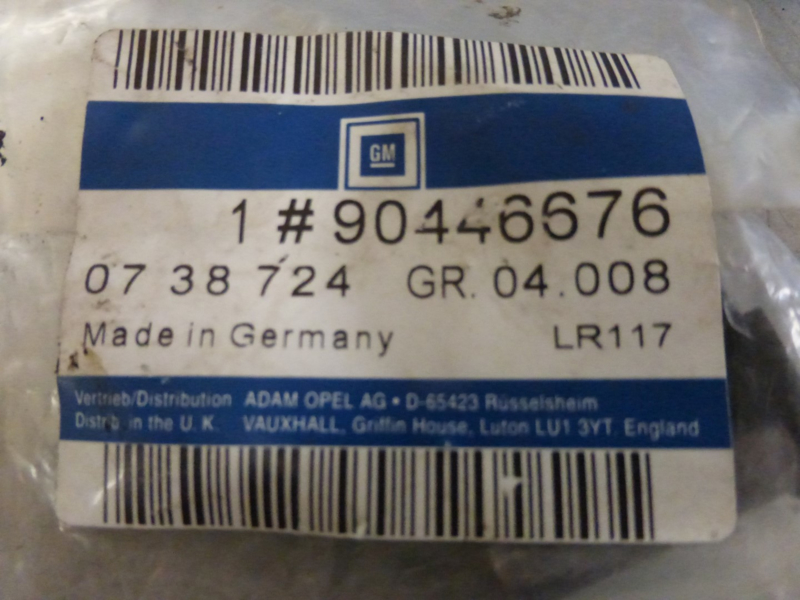 GM
1 #90446676
07 38 724 GR. 04.008
Made in Germany LR117
Vertrieb/Distribution ADAM OPEL AG • D-65423 Rüsselsheim
Distrib. in the U. K. VAUXHALL, Griffin House, Luton LU1 3YT. England